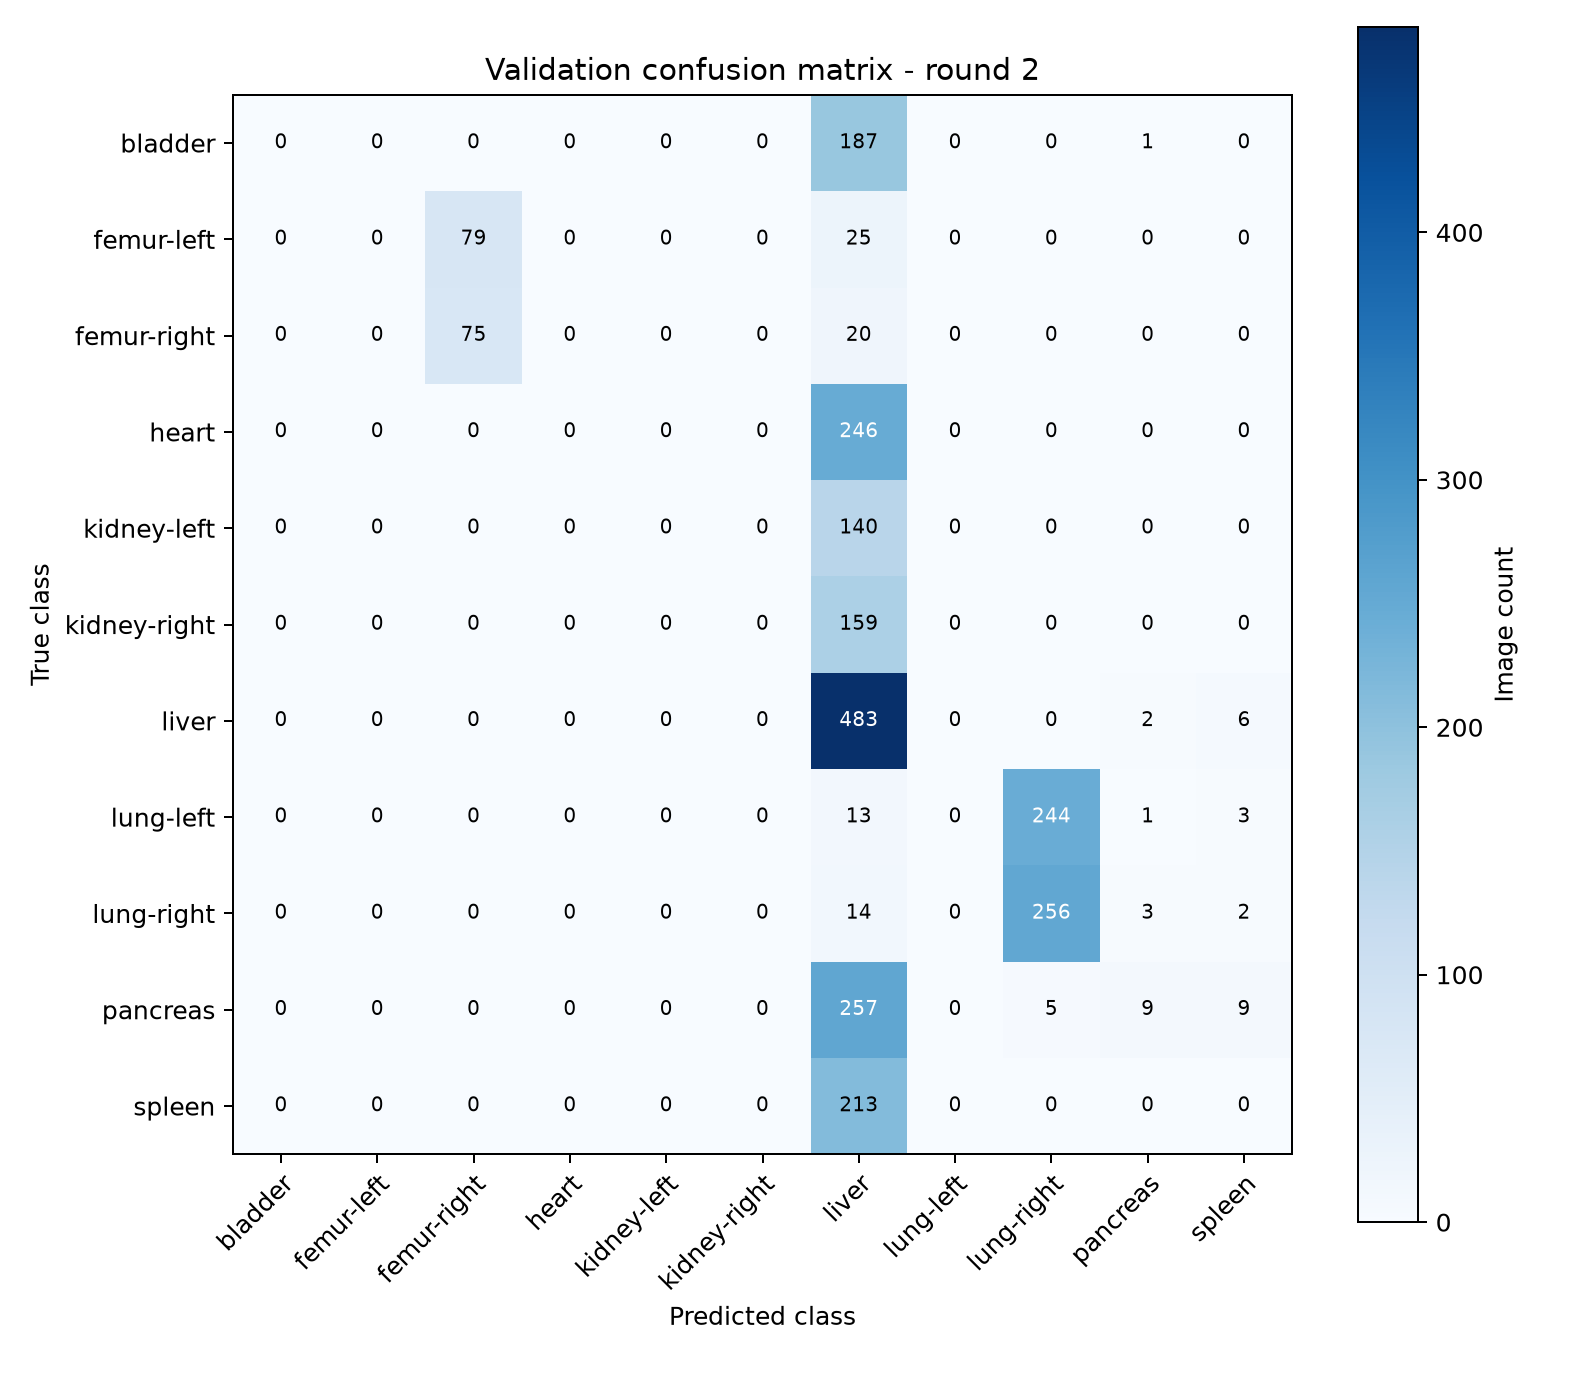 Validation confusion matrix - round 2
bladder 0 0 0 0 0 0 187 0 0 1 0
femur-left 0 0 79 0 0 0 25 0 0 0 0
femur-right 0 0 75 0 0 0 20 0 0 0 0
heart 0 0 0 0 0 0 246 0 0 0 0
kidney-left 0 0 0 0 0 0 140 0 0 0 0
kidney-right 0 0 0 0 0 0 159 0 0 0 0
liver 0 0 0 0 0 0 483 0 0 2 6
lung-left 0 0 0 0 0 0 13 0 244 1 3
lung-right 0 0 0 0 0 0 14 0 256 3 2
pancreas 0 0 0 0 0 0 257 0 5 9 9
spleen 0 0 0 0 0 0 213 0 0 0 0
True class
bladder femur-left femur-right heart kidney-left kidney-right liver lung-left lung-right pancreas spleen
Predicted class
400
300
200
100
0
Image count